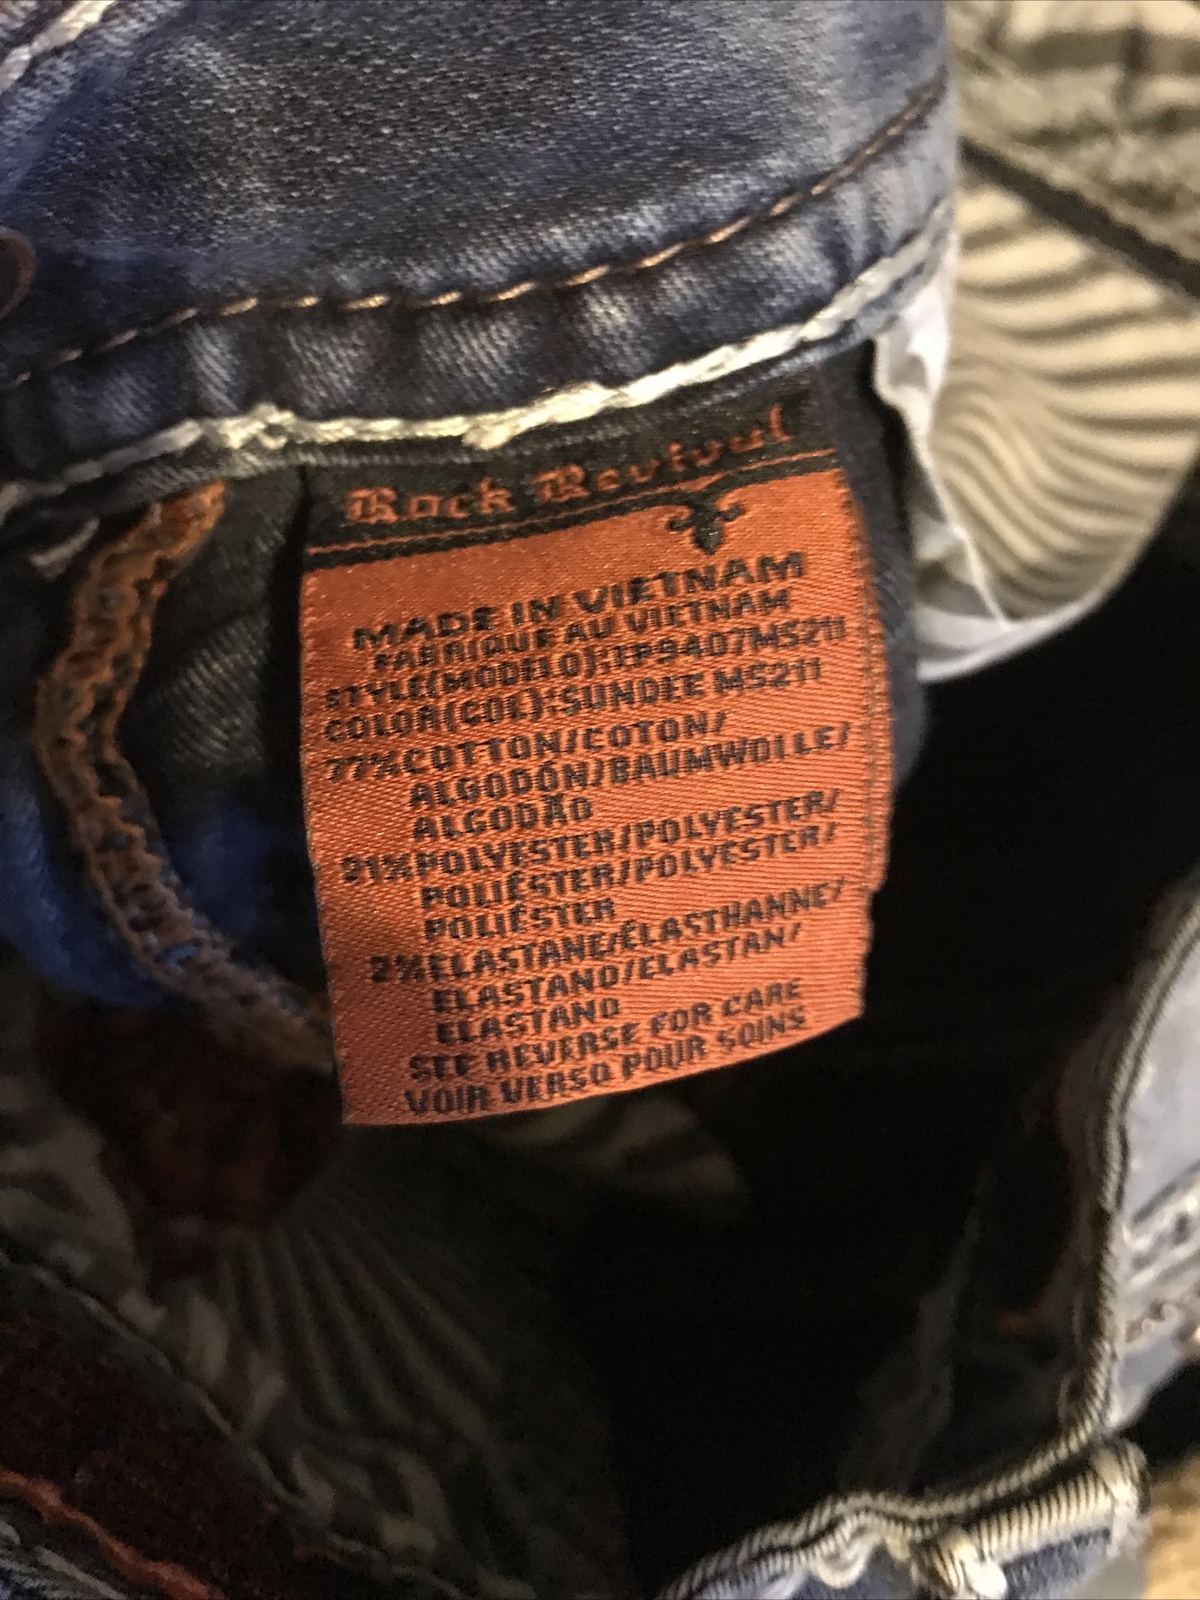 Rock Revival
MADE IN VIETNAM
FABRIQUE AU VIETNAM
STYLE(MODELO):TP9407MS211
COLOR(COL):SUNDEE MS211
77%COTTON/COTON/
ALGODÓN/BAUMWOLLE/
ALGODÃO
21%POLYESTER/POLYÉSTER/
POLIÉSTER/POLYESTER/
POLIÉSTER
2%ELASTANE/ÉLASTHANNE/
ELASTANO/ELASTAN/
ELASTANO
SEE REVERSE FOR CARE
VOIR VERSO POUR SOINS